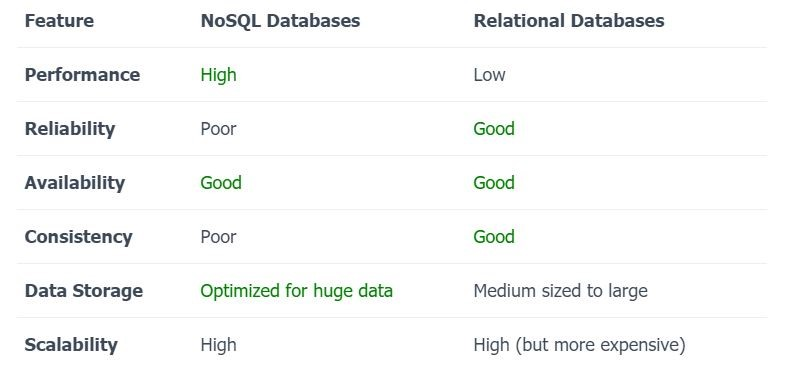 Feature NoSQL Databases Relational Databases
Performance High Low
Reliability Poor Good
Availability Good Good
Consistency Poor Good
Data Storage Optimized for huge data Medium sized to large
Scalability High High (but more expensive)